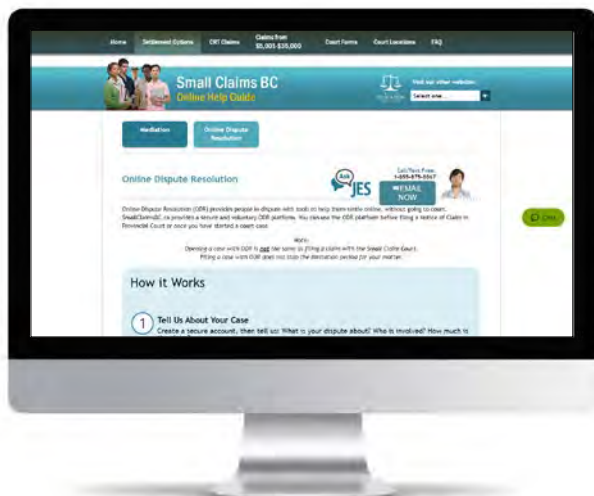 Home Settlement Options CRT Claims Claims from $5,001-$35,000 Court Forms Court Locations FAQ
Small Claims BC
Online Help Guide
Visit our other websites:
Select one...
Mediation
Online Dispute Resolution
Online Dispute Resolution
Ask JES
Call/Text Free:
EMAIL NOW
Chat
Online Dispute Resolution (ODR) provides people in dispute with tools to help them settle online, without going to court.
SmallClaimsBC.ca provides a secure and voluntary ODR platform. You can use the ODR platform before filing a Notice of Claim in
Provincial Court or once you have started a court case.
Note:
Opening a case with ODR is not the same as filing a claim with the Small Claims Court.
Filing a case with ODR does not stop the limitation period for your matter.
How it Works
1 Tell Us About Your Case
Create a secure account, then tell us: What is your dispute about? Who is involved? How much is